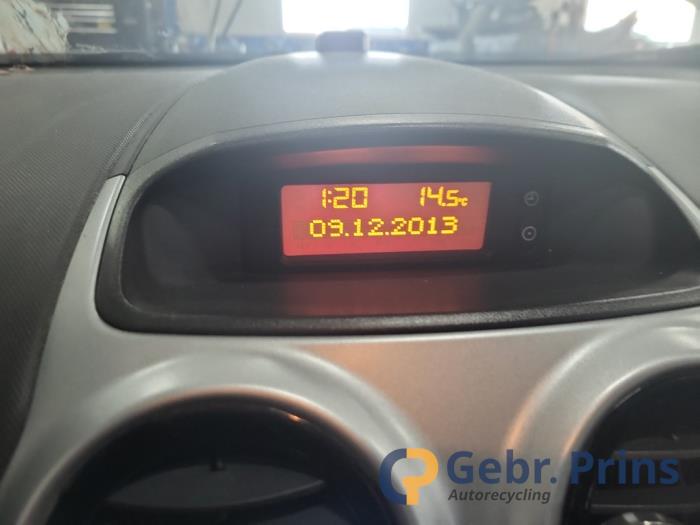 1:20 14.5°C
09.12.2013
Gebr. Prins
Autorecycling